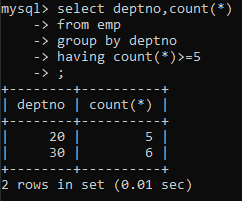 mysql> select deptno,count(*)
    -> from emp
    -> group by deptno
    -> having count(*)>=5
    -> ;
+--------+----------+
| deptno | count(*) |
+--------+----------+
|     20 |        5 |
|     30 |        6 |
+--------+----------+
2 rows in set (0.01 sec)